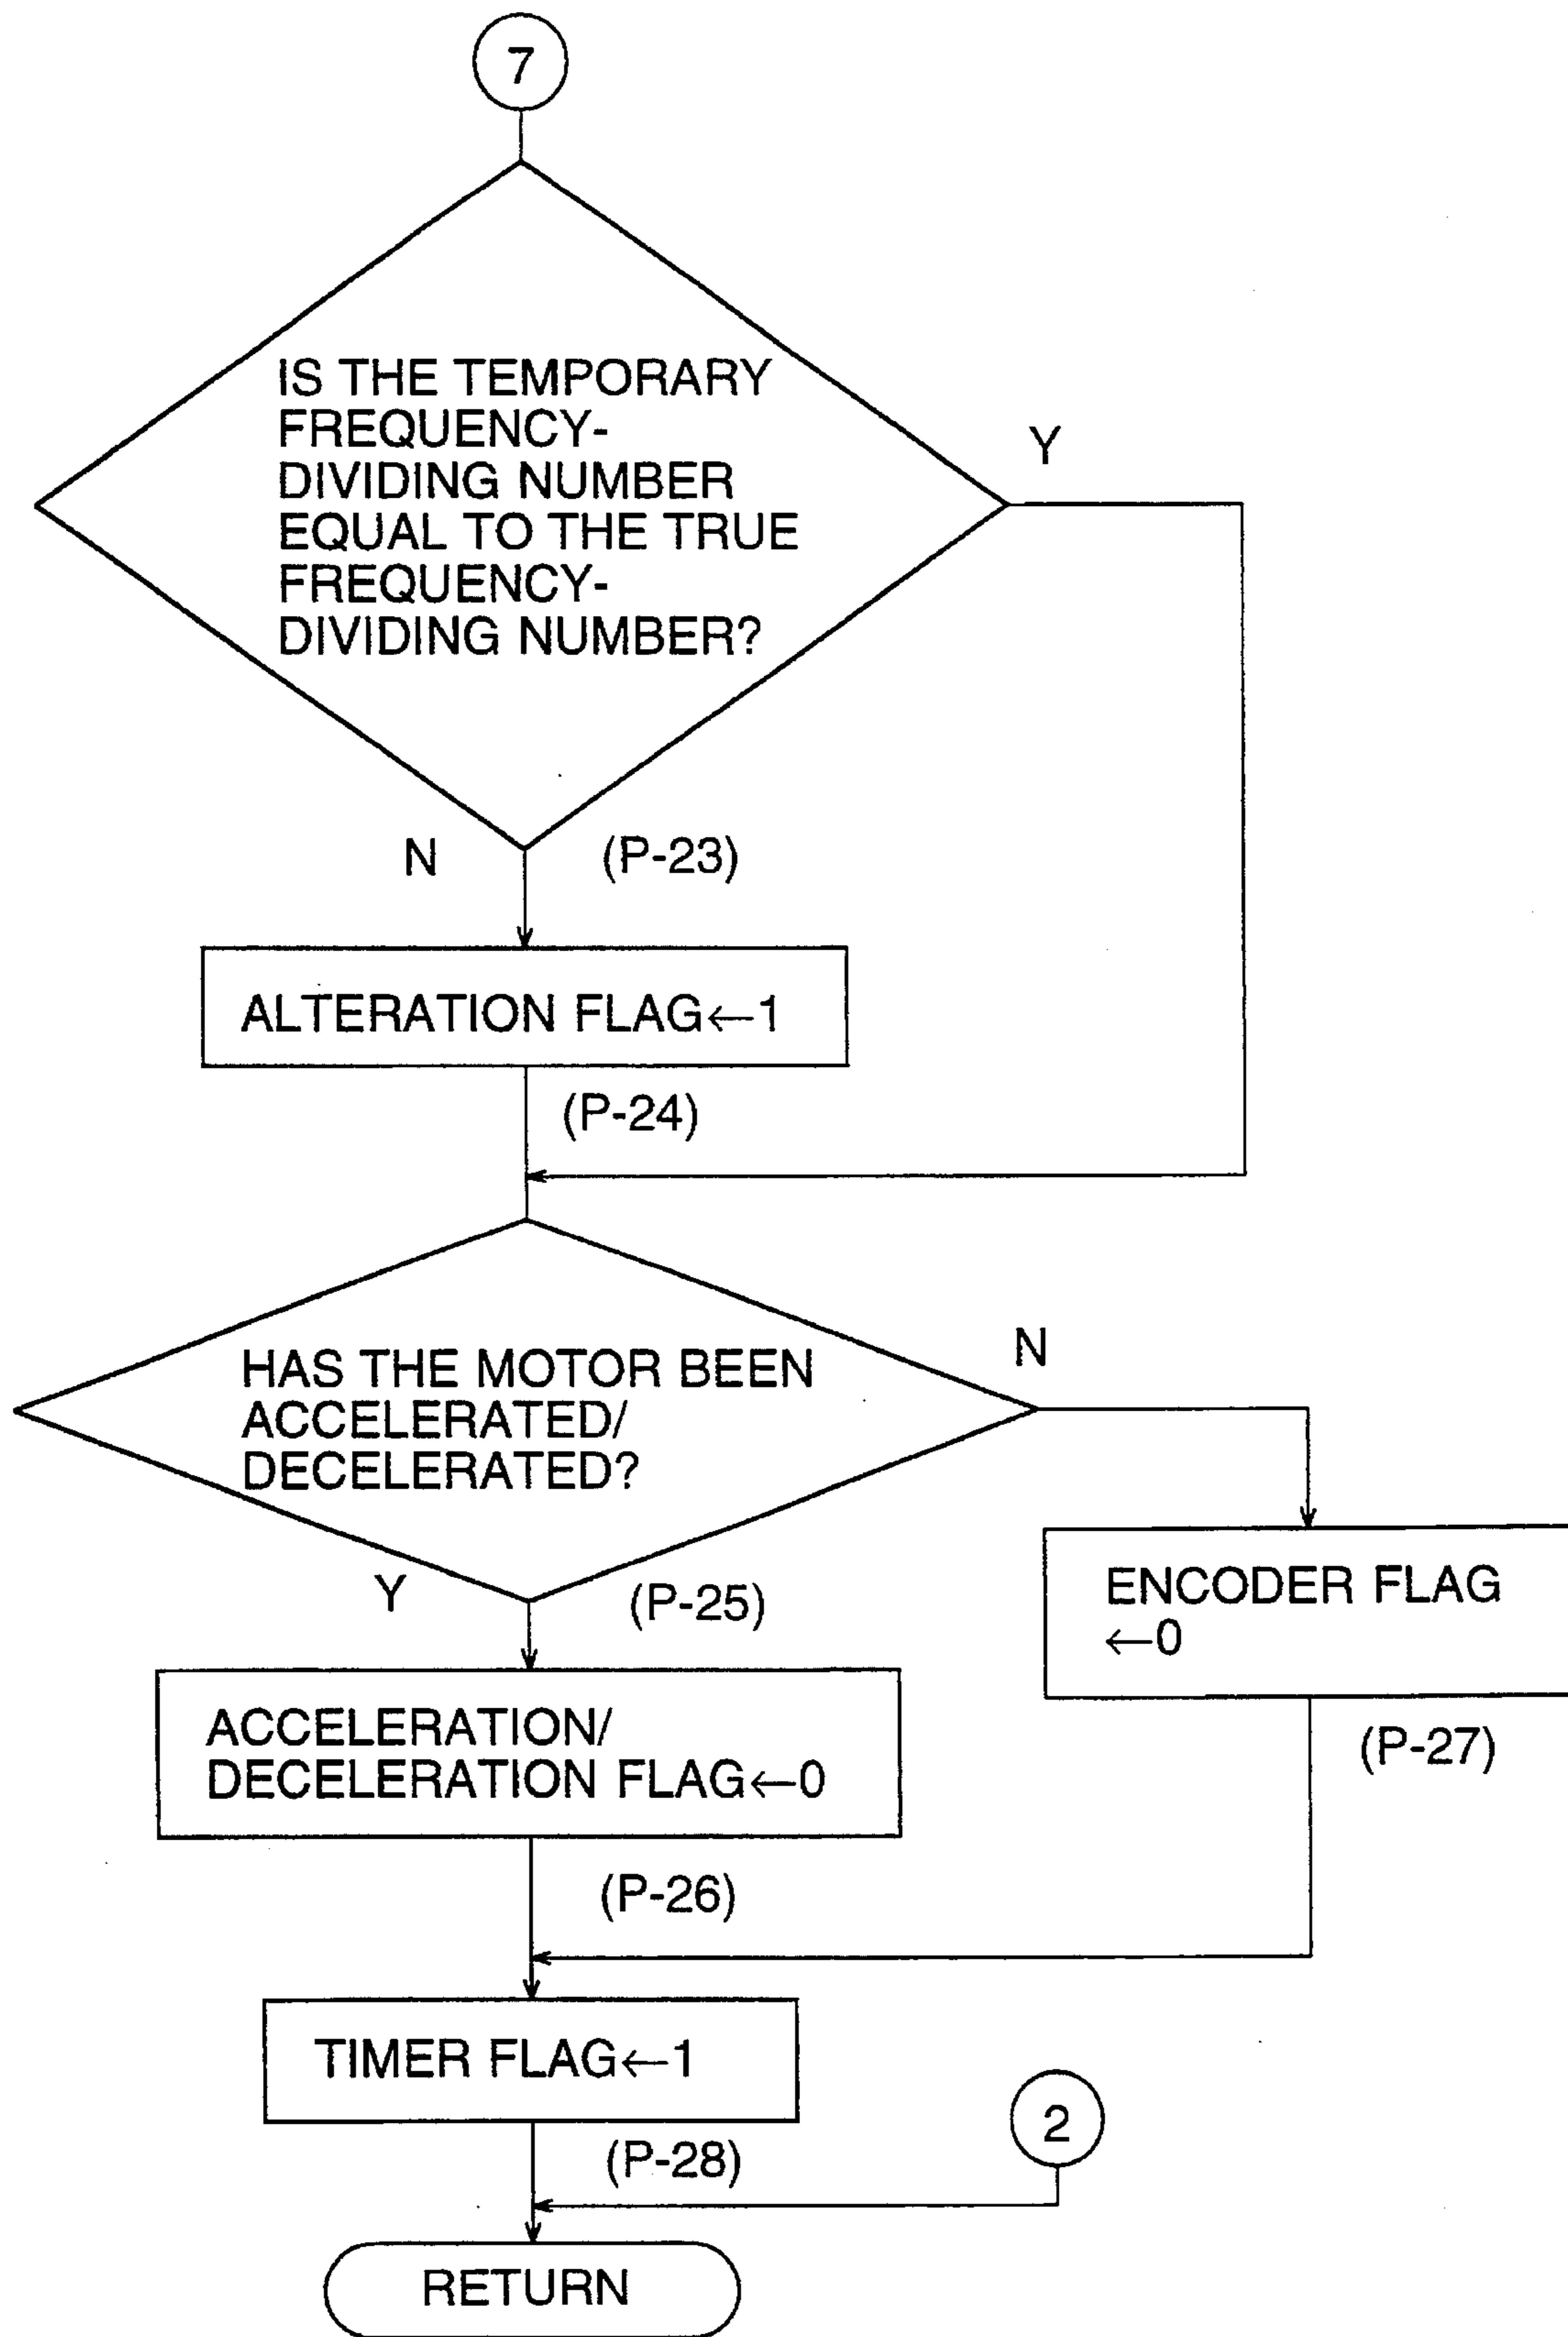 7
IS THE TEMPORARY
FREQUENCY-
DIVIDING NUMBER
EQUAL TO THE TRUE
FREQUENCY-
DIVIDING NUMBER?
Y
N
(P-23)
ALTERATION FLAG←1
(P-24)
HAS THE MOTOR BEEN
ACCELERATED/
DECELERATED?
N
Y
(P-25)
ENCODER FLAG
←0
(P-27)
ACCELERATION/
DECELERATION FLAG←0
(P-26)
TIMER FLAG←1
2
(P-28)
RETURN